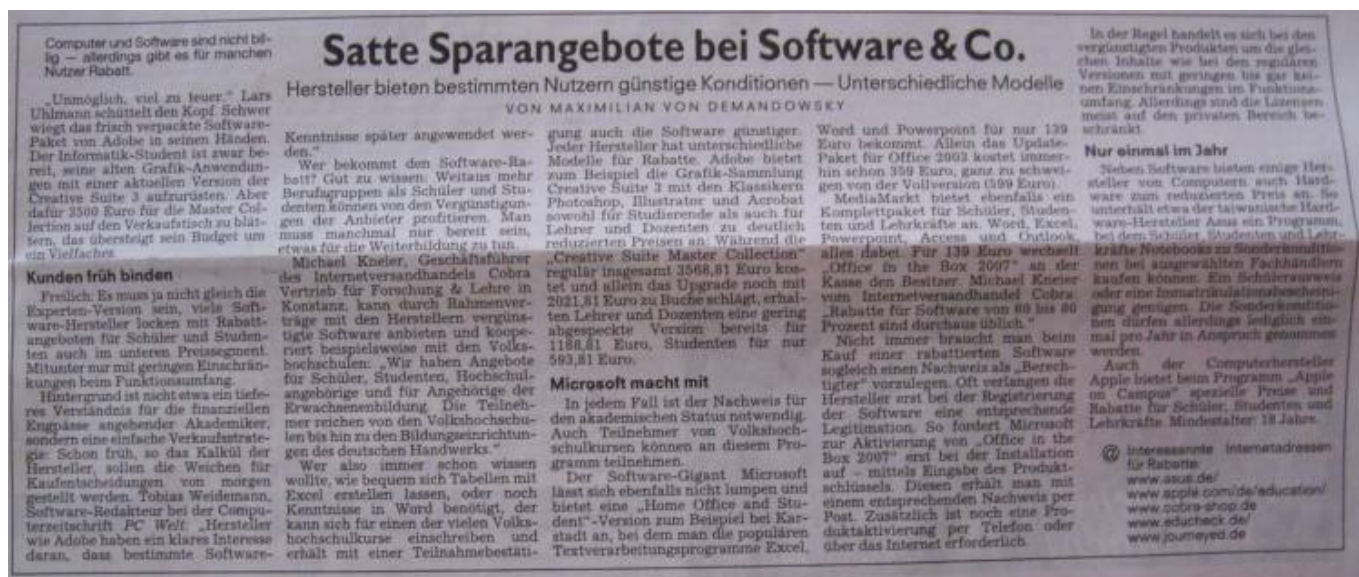 Computer und Software sind nicht bil-
lig — allerdings gibt es für manchen
Nutzer Rabatt.
Satte Sparangebote bei Software & Co.
Hersteller bieten bestimmten Nutzern günstige Konditionen — Unterschiedliche Modelle
VON MAXIMILIAN VON DEMANDOWSKY
„Unmöglich, viel zu teuer.“ Lars
Uhlmann schüttelt den Kopf. Schwer
wiegt das frisch verpackte Software-
Paket von Adobe in seinen Händen.
Der Informatik-Student ist zwar be-
reit, seine alten Grafik-Anwendun-
gen mit einer aktuellen Version der
Creative Suite 3 aufzurüsten. Aber
dafür 3500 Euro für die Master Col-
lection auf den Verkaufstisch zu blät-
tern, das übersteigt sein Budget um
ein Vielfaches.
Kunden früh binden
Freilich: Es muss ja nicht gleich die
Experten-Version sein, viele Soft-
ware-Hersteller locken mit Rabatt-
angeboten für Schüler und Studen-
ten auch im unteren Preissegment.
Mitunter nur mit geringen Einschrän-
kungen beim Funktionsumfang.
Hintergrund ist nicht etwa ein tiefe-
res Verständnis für die finanziellen
Engpässe angehender Akademiker,
sondern eine einfache Verkaufsstrate-
gie: Schon früh, so das Kalkül der
Hersteller, sollen die Weichen für
Kaufentscheidungen von morgen
gestellt werden. Tobias Weidemann,
Software-Redakteur bei der Compu-
terzeitschrift PC Welt: „Hersteller
wie Adobe haben ein klares Interesse
daran, dass bestimmte Software-
Kenntnisse später angewendet wer-
den.“
Wer bekommt den Software-Ra-
batt? Gut zu wissen: Weitaus mehr
Berufsgruppen als Schüler und Stu-
denten können von den Vergünstigun-
gen der Anbieter profitieren. Man
muss manchmal nur bereit sein,
etwas für die Weiterbildung zu tun.
Michael Kneier, Geschäftsführer
des Internetversandhandels Cobra
Vertrieb für Forschung & Lehre in
Konstanz, kann durch Rahmenver-
träge mit den Herstellern vergüns-
tigte Software anbieten und koope-
riert beispielsweise mit den Volks-
hochschulen: „Wir haben Angebote
für Schüler, Studenten, Hochschul-
angehörige und für Angehörige der
Erwachsenenbildung. Die Teilneh-
mer reichen von den Volkshochschu-
len bis hin zu den Bildungseinrichtun-
gen des deutschen Handwerks.“
Wer also immer schon wissen
wollte, wie bequem sich Tabellen mit
Excel erstellen lassen, oder noch
Kenntnisse in Word benötigt, der
kann sich für einen der vielen Volks-
hochschulkurse einschreiben und
erhält mit einer Teilnahmebestäti-
gung auch die Software günstiger.
Jeder Hersteller hat unterschiedliche
Modelle für Rabatte. Adobe bietet
zum Beispiel die Grafik-Sammlung
Creative Suite 3 mit den Klassikern
Photoshop, Illustrator und Acrobat
sowohl für Studierende als auch für
Lehrer und Dozenten zu deutlich
reduzierten Preisen an: Während die
„Creative Suite Master Collection“
regulär insgesamt 3568,81 Euro kos-
tet und allein das Upgrade noch mit
2021,81 Euro zu Buche schlägt, erhal-
ten Lehrer und Dozenten eine gering
abgespeckte Version bereits für
1188,81 Euro, Studenten für nur
593,81 Euro.
Microsoft macht mit
In jedem Fall ist der Nachweis für
den akademischen Status notwendig.
Auch Teilnehmer von Volkshoch-
schulkursen können an diesem Pro-
gramm teilnehmen.
Der Software-Gigant Microsoft
lässt sich ebenfalls nicht lumpen und
bietet eine „Home Office and Stu-
dent“-Version zum Beispiel bei Kar-
stadt an, bei dem man die populären
Textverarbeitungsprogramme Excel,
Word und Powerpoint für nur 139
Euro bekommt. Allein das Update-
Paket für Office 2003 kostet immer-
hin schon 359 Euro, ganz zu schwei-
gen von der Vollversion (599 Euro).
MediaMarkt bietet ebenfalls ein
Komplettpaket für Schüler, Studen-
ten und Lehrkräfte an. Word, Excel,
Powerpoint, Access und Outlook,
alles dabei. Für 139 Euro wechselt
„Office in the Box 2007“ an der
Kasse den Besitzer. Michael Kneier
vom Internetversandhandel Cobra:
„Rabatte für Software von 60 bis 80
Prozent sind durchaus üblich.“
Nicht immer braucht man beim
Kauf einer rabattierten Software
sogleich einen Nachweis als „Berech-
tigter“ vorzulegen. Oft verlangen die
Hersteller erst bei der Registrierung
der Software eine entsprechende
Legitimation. So fordert Microsoft
zur Aktivierung von „Office in the
Box 2007“ erst bei der Installation
auf – mittels Eingabe des Produkt-
schlüssels. Diesen erhält man mit
einem entsprechenden Nachweis per
Post. Zusätzlich ist noch eine Pro-
duktaktivierung per Telefon oder
über das Internet erforderlich.
In der Regel handelt es sich bei den
vergünstigten Produkten um die glei-
chen Inhalte wie bei den regulären
Versionen mit geringen bis gar kei-
nen Einschränkungen im Funktions-
umfang. Allerdings sind die Lizenzen
meist auf den privaten Bereich be-
schränkt.
Nur einmal im Jahr
Neben Software bieten einige Her-
steller von Computern auch Hard-
ware zum reduzierten Preis an. So
unterhält etwa der taiwanische Hard-
ware-Hersteller Asus ein Programm,
bei dem Schüler, Studenten und Lehr-
kräfte Notebooks zu Sonderkonditio-
nen bei ausgewählten Fachhändlern
kaufen können. Ein Schülerausweis
oder eine Immatrikulationsbeschein-
gung genügen. Die Sonderkonditio-
nen dürfen allerdings lediglich ein-
mal pro Jahr in Anspruch genommen
werden.
Auch der Computerhersteller
Apple bietet beim Programm „Apple
on Campus“ spezielle Preise und
Rabatte für Schüler, Studenten und
Lehrkräfte. Mindestalter: 18 Jahre.
@ Interessante Internetadressen
für Rabatte:
www.asus.de/
www.apple.com/de/education/
www.cobra-shop.de
www.educheck.de/
www.journeyed.de